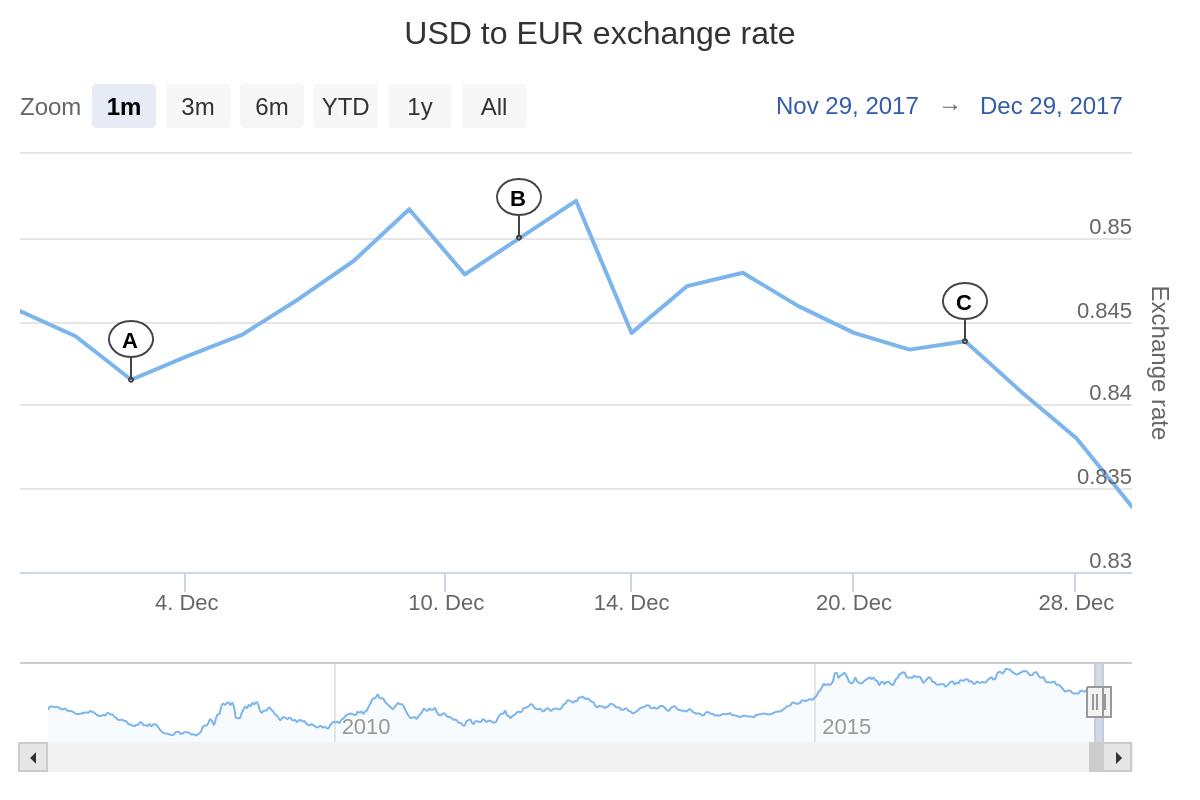 USD to EUR exchange rate
Zoom 1m 3m 6m YTD 1y All Nov 29, 2017 → Dec 29, 2017
B
0.85
C
0.845
A
0.84
0.835
0.83
Exchange rate
4. Dec 10. Dec 14. Dec 20. Dec 28. Dec
2010 2015